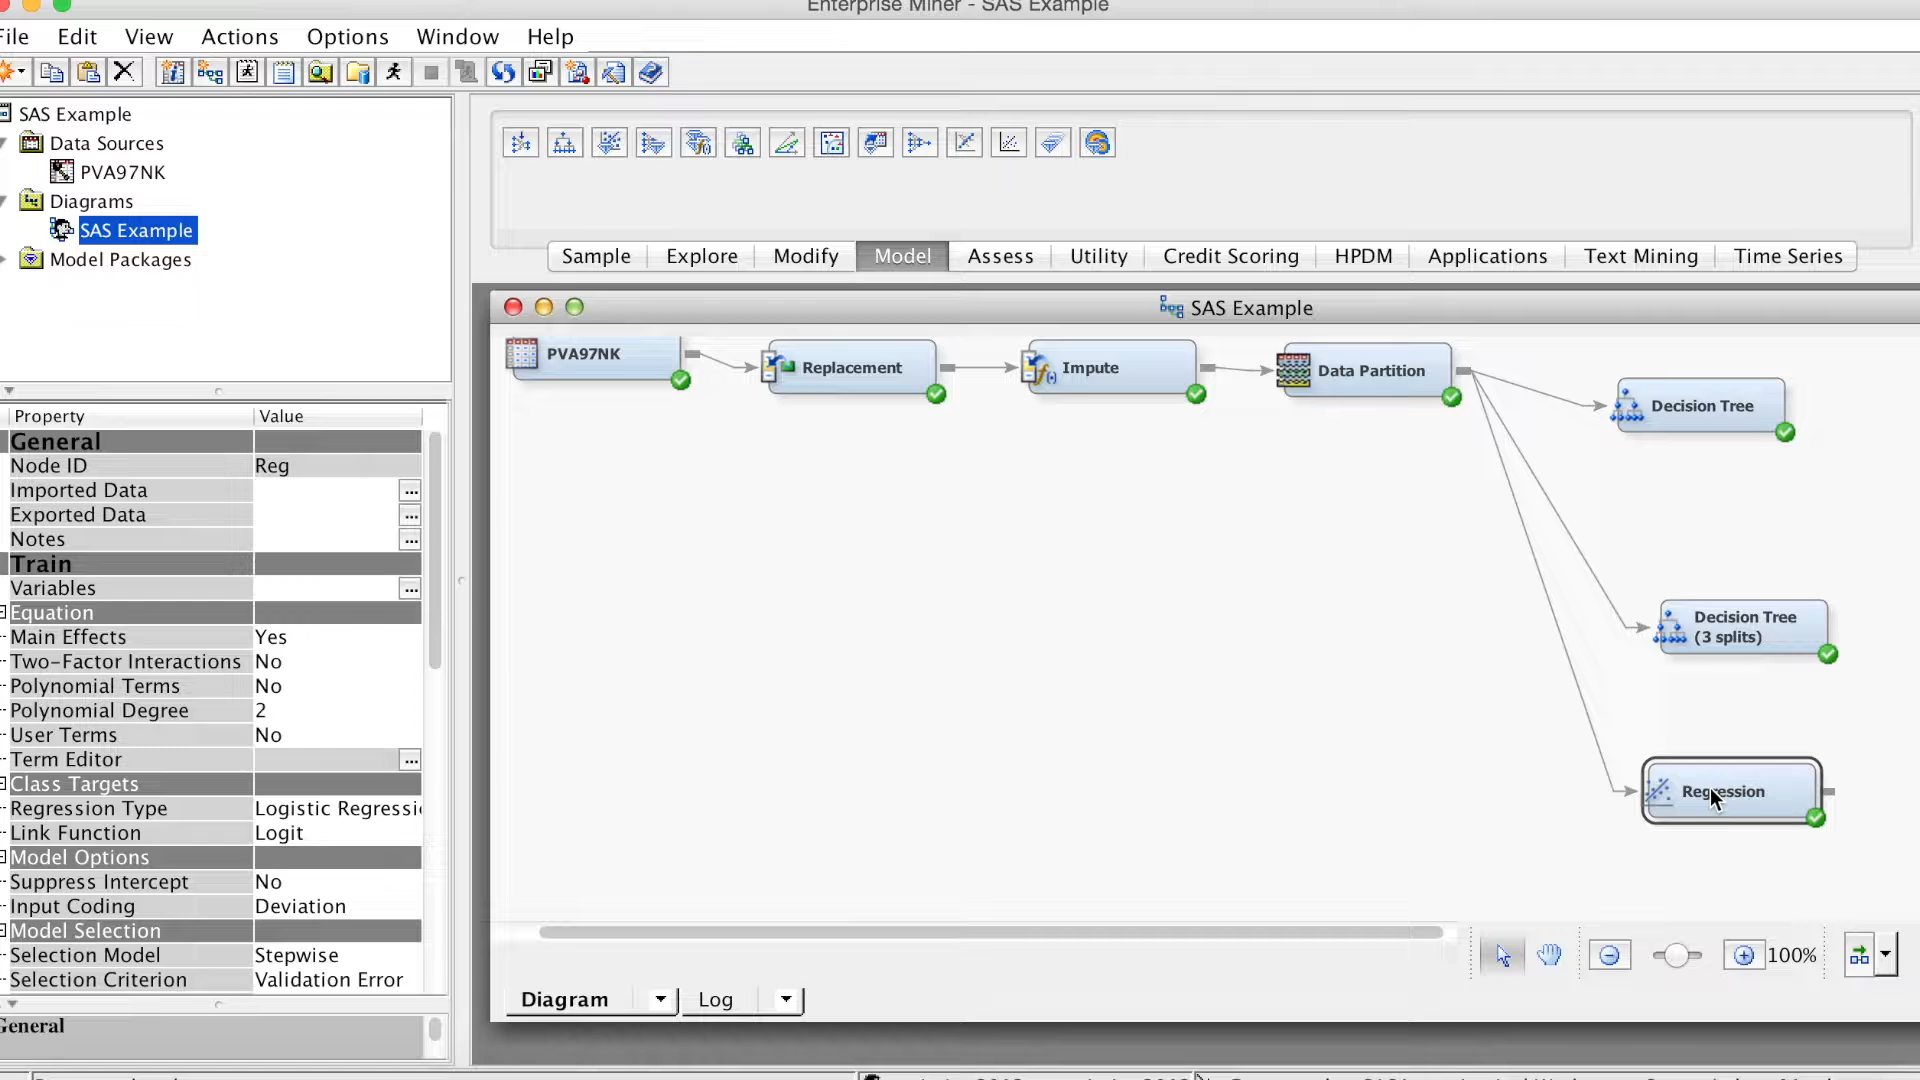 Enterprise Miner - SAS Example
File Edit View Actions Options Window Help
SAS Example
Data Sources
PVA97NK
Diagrams
SAS Example
Model Packages
Sample Explore Modify Model Assess Utility Credit Scoring HPDM Applications Text Mining Time Series
SAS Example
PVA97NK
Replacement
Impute
Data Partition
Decision Tree
Decision Tree
(3 splits)
Regression
Property Value
General
Node ID Reg
Imported Data ...
Exported Data ...
Notes ...
Train
Variables ...
Equation
Main Effects Yes
Two-Factor Interactions No
Polynomial Terms No
Polynomial Degree 2
User Terms No
Term Editor ...
Class Targets
Regression Type Logistic Regressi
Link Function Logit
Model Options
Suppress Intercept No
Input Coding Deviation
Model Selection
Selection Model Stepwise
Selection Criterion Validation Error
General
100%
Diagram Log